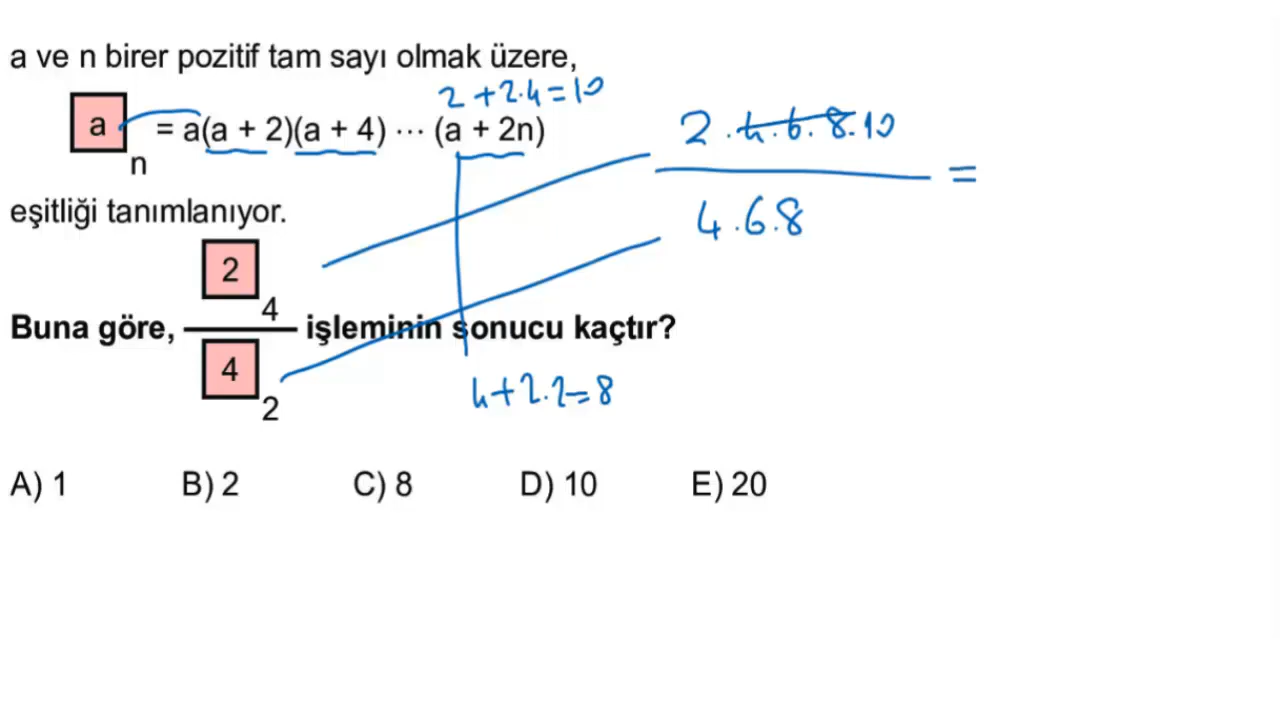 a ve n birer pozitif tam sayı olmak üzere,
2 + 2.4 = 10
a n = a(a + 2)(a + 4) ··· (a + 2n)
2 . 4 . 6 . 8 . 10
=
4 . 6 . 8
eşitliği tanımlanıyor.
2 4
Buna göre, işleminin sonucu kaçtır?
4 2
4 + 2.2 = 8
A) 1 B) 2 C) 8 D) 10 E) 20